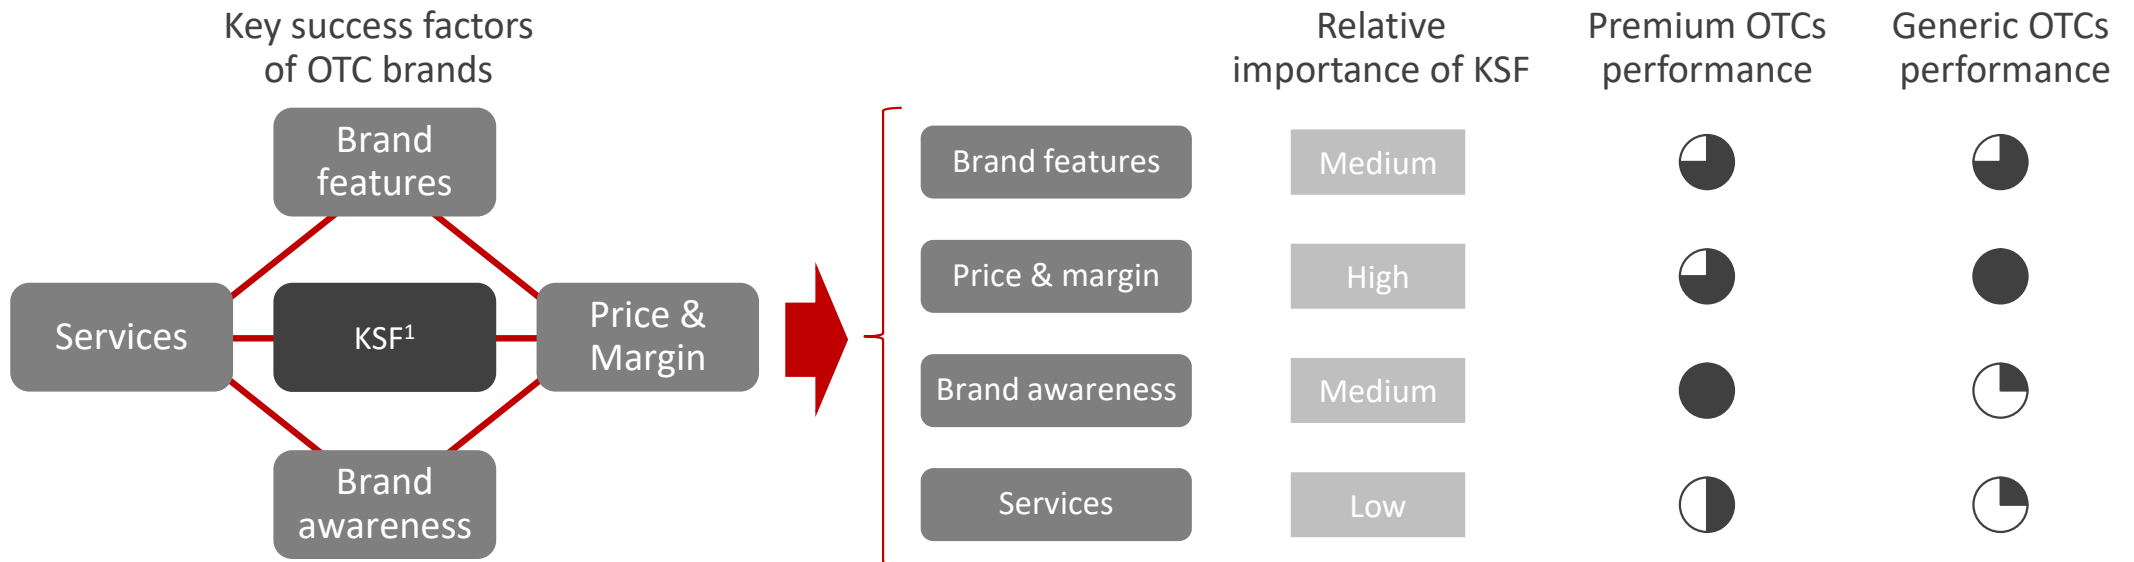 Key success factors
of OTC brands
Brand
features
Services
KSF¹
Price &
Margin
Brand
awareness
Relative
importance of KSF
Premium OTCs
performance
Generic OTCs
performance
Brand features
Medium
Price & margin
High
Brand awareness
Medium
Services
Low